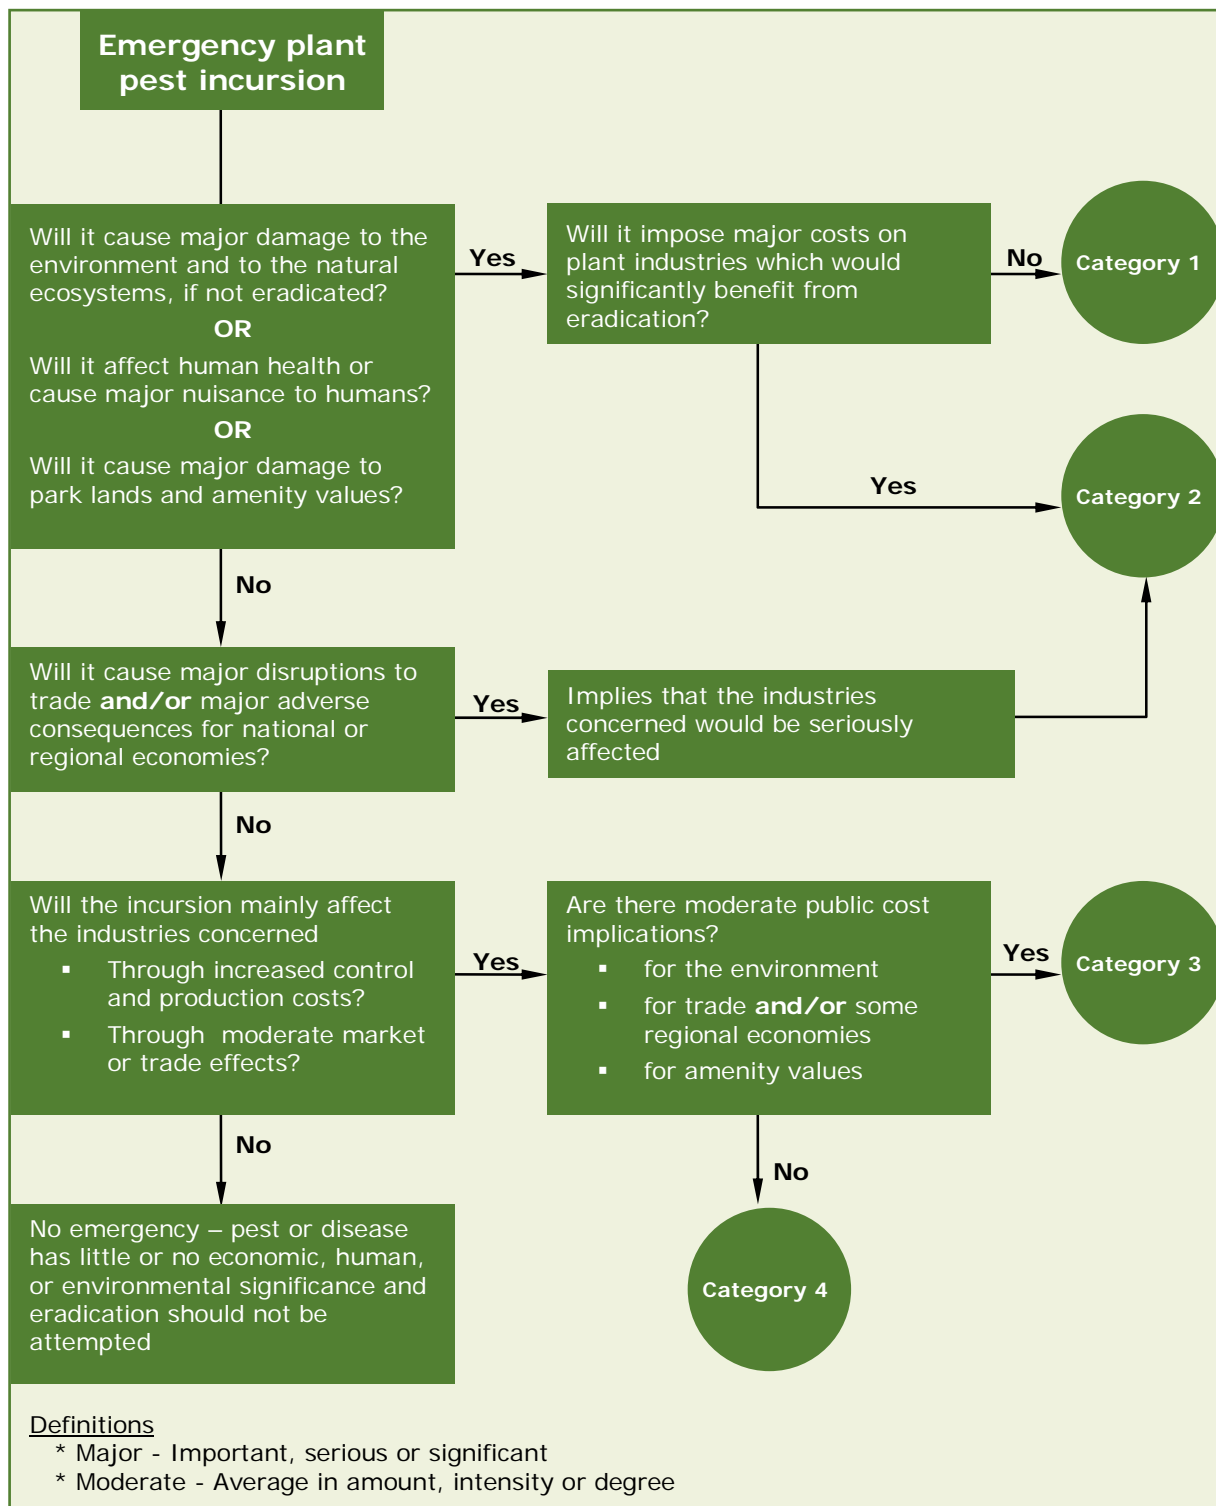 Emergency plant
pest incursion
Will it cause major damage to the
environment and to the natural
ecosystems, if not eradicated?
OR
Will it affect human health or
cause major nuisance to humans?
OR
Will it cause major damage to
park lands and amenity values?
Yes
Will it impose major costs on
plant industries which would
significantly benefit from
eradication?
No
Category 1
Yes
Category 2
No
Will it cause major disruptions to
trade and/or major adverse
consequences for national or
regional economies?
Yes
Implies that the industries
concerned would be seriously
affected
No
Will the incursion mainly affect
the industries concerned
▪ Through increased control
and production costs?
▪ Through moderate market
or trade effects?
Yes
Are there moderate public cost
implications?
▪ for the environment
▪ for trade and/or some
regional economies
▪ for amenity values
Yes
Category 3
No
No
Category 4
No emergency – pest or disease
has little or no economic, human,
or environmental significance and
eradication should not be
attempted
Definitions
* Major - Important, serious or significant
* Moderate - Average in amount, intensity or degree